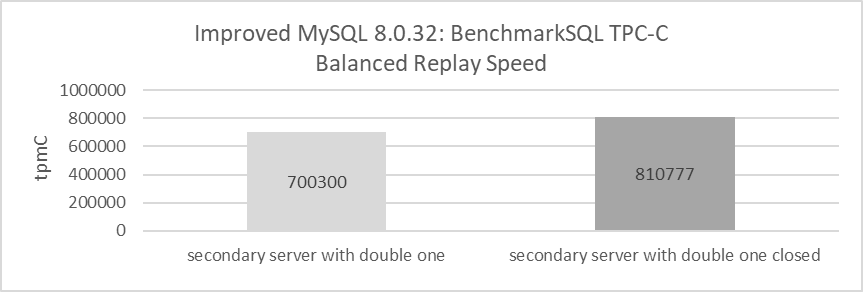 Improved MySQL 8.0.32: BenchmarkSQL TPC-C
Balanced Replay Speed
1000000
800000
600000
400000
200000
0
tpmC
700300
810777
secondary server with double one
secondary server with double one closed